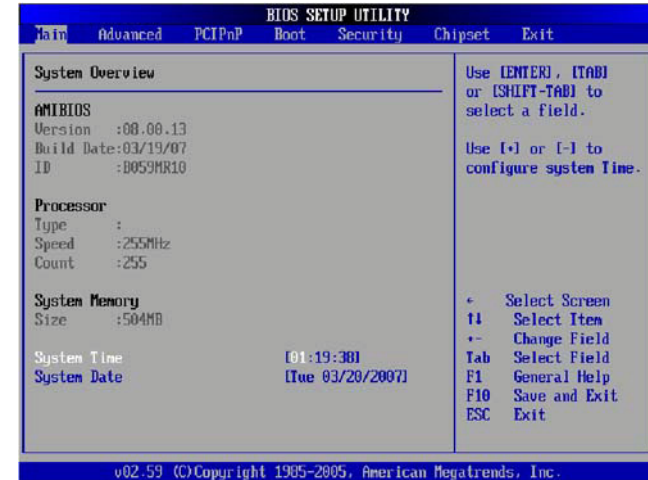 BIOS SETUP UTILITY
Main Advanced PCIPnP Boot Security Chipset Exit
System Overview
AMIBIOS
Version :08.00.13
Build Date:03/19/07
ID :B059MR10
Processor
Type :
Speed :255MHz
Count :255
System Memory
Size :504MB
System Time [01:19:38]
System Date [Tue 03/20/2007]
Use [ENTER], [TAB]
or [SHIFT-TAB] to
select a field.
Use [+] or [-] to
configure system Time.
← Select Screen
↑↓ Select Item
+- Change Field
Tab Select Field
F1 General Help
F10 Save and Exit
ESC Exit
v02.59 (C)Copyright 1985-2005, American Megatrends, Inc.